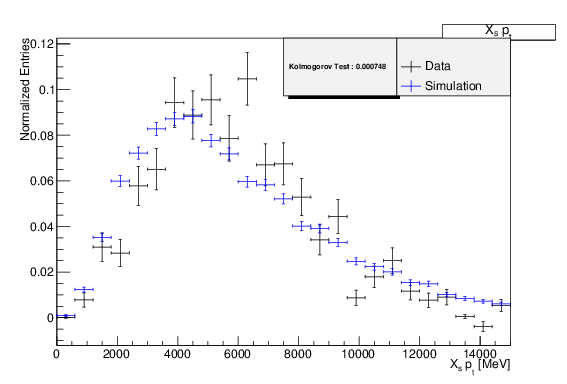 X_s p_t
Kolmogorov Test : 0.000748
Data
Simulation
Normalized Entries
0.12
0.1
0.08
0.06
0.04
0.02
0
0 2000 4000 6000 8000 10000 12000 14000
X_s p_t [MeV]